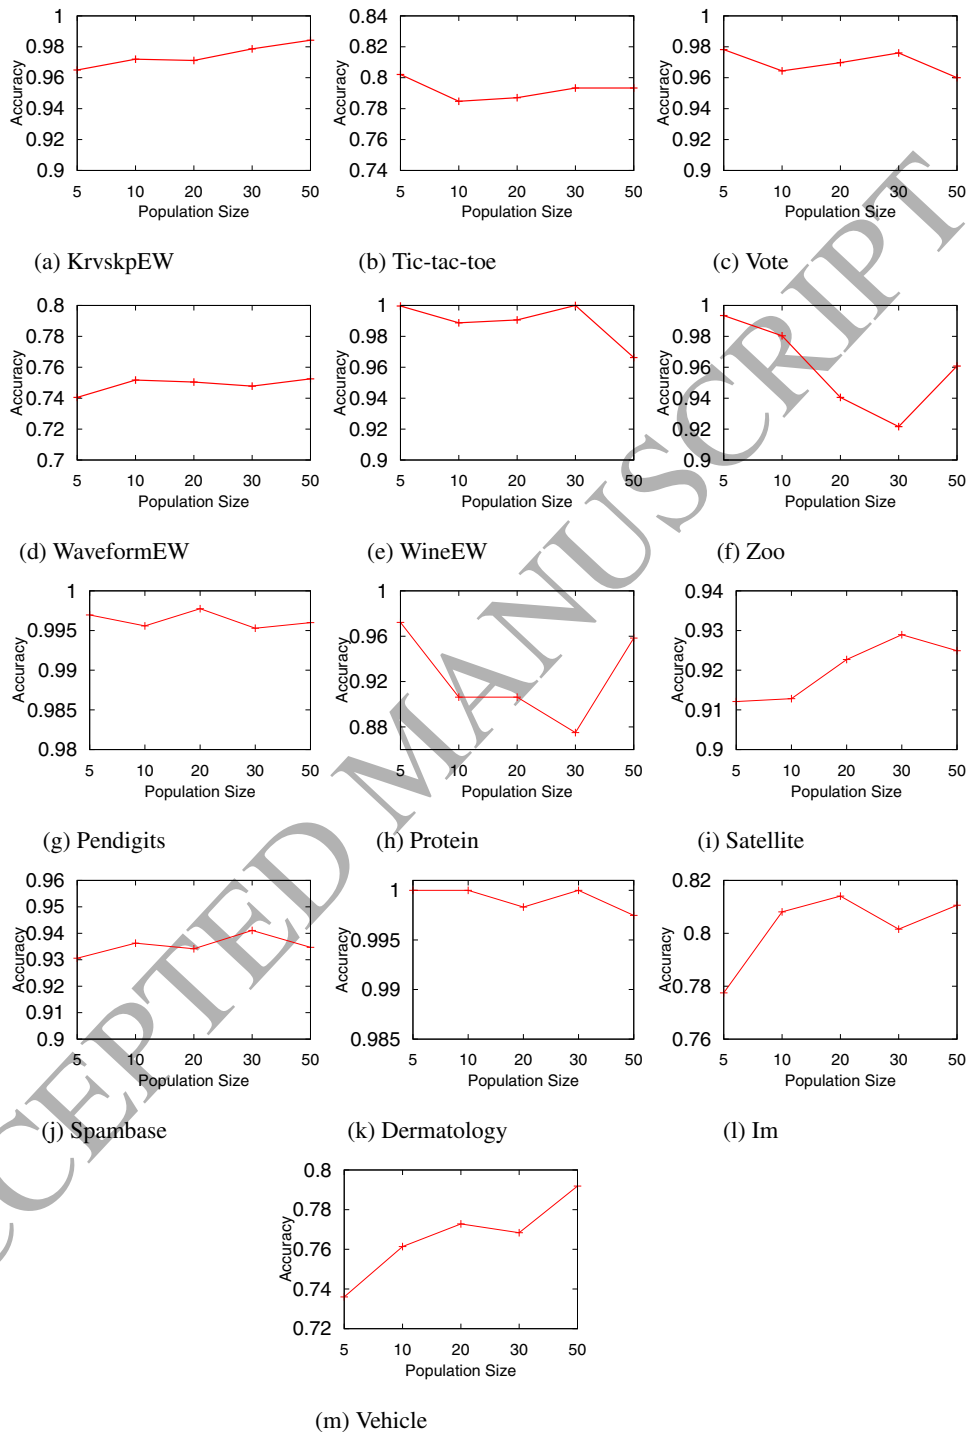 1 0.84 1
0.98 0.82 0.98
0.96 0.8 0.96
0.94 0.78 0.94
0.92 0.76 0.92
0.9 0.74 0.9
Accuracy Accuracy Accuracy
5 10 20 30 50 5 10 20 30 50 5 10 20 30 50
Population Size Population Size Population Size
(a) KrvskpEW (b) Tic-tac-toe (c) Vote
0.8 1 1
0.78 0.98 0.98
0.76 0.96 0.96
0.74 0.94 0.94
0.72 0.92 0.92
0.7 0.9 0.9
Accuracy Accuracy Accuracy
5 10 20 30 50 5 10 20 30 50 5 10 20 30 50
Population Size Population Size Population Size
(d) WaveformEW (e) WineEW (f) Zoo
1 1 0.94
0.995 0.96 0.93
0.99 0.92 0.92
0.985 0.88 0.91
0.98 0.9
Accuracy Accuracy Accuracy
5 10 20 30 50 5 10 20 30 50 5 10 20 30 50
Population Size Population Size Population Size
(g) Pendigits (h) Protein (i) Satellite
0.96 1 0.82
0.95 0.995 0.8
0.94 0.99 0.78
0.93 0.985 0.76
0.92
0.91
0.9
Accuracy Accuracy Accuracy
5 10 20 30 50 5 10 20 30 50 5 10 20 30 50
Population Size Population Size Population Size
(j) Spambase (k) Dermatology (l) Im
0.8
0.78
0.76
0.74
0.72
Accuracy
5 10 20 30 50
Population Size
(m) Vehicle
CCEPTED MANUSCRIPT